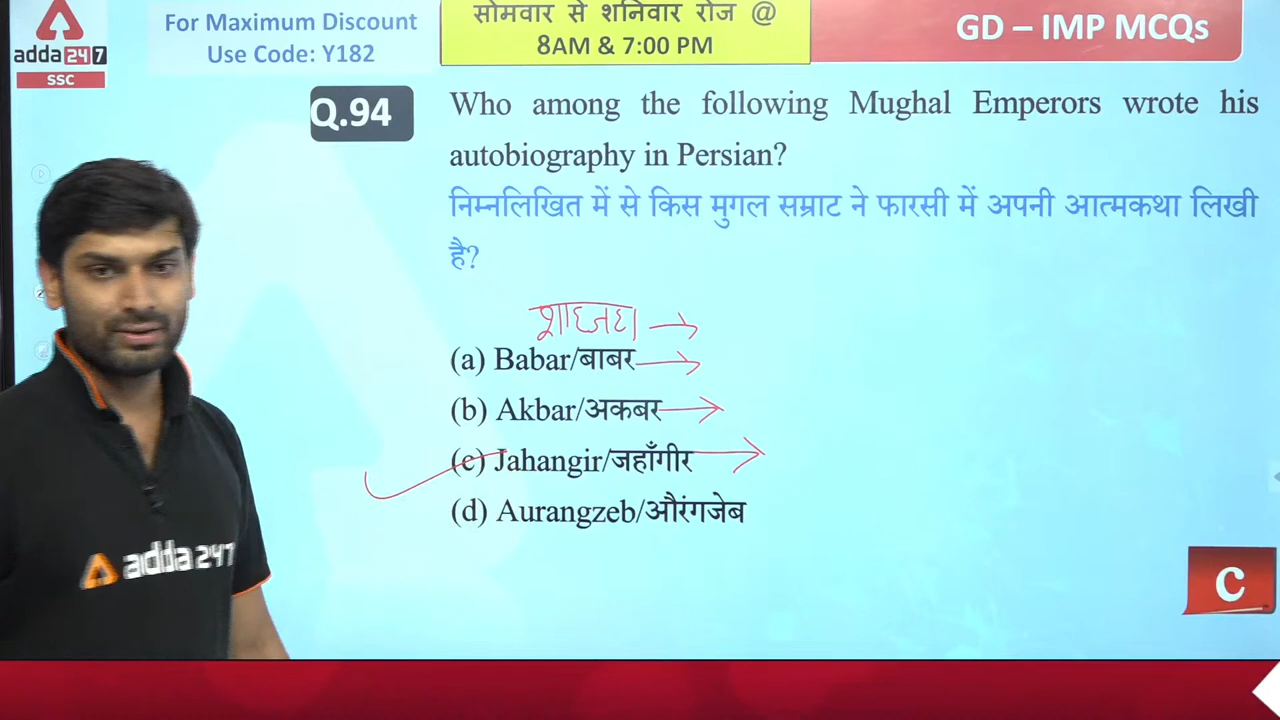 adda 247
SSC
For Maximum Discount
Use Code: Y182
सोमवार से शनिवार रोज @
8AM & 7:00 PM
GD – IMP MCQs
Q.94
Who among the following Mughal Emperors wrote his
autobiography in Persian?
निम्नलिखित में से किस मुगल सम्राट ने फारसी में अपनी आत्मकथा लिखी
है?
शाहजहा
(a) Babar/बाबर
(b) Akbar/अकबर
(c) Jahangir/जहाँगीर
(d) Aurangzeb/औरंगजेब
adda 247
C